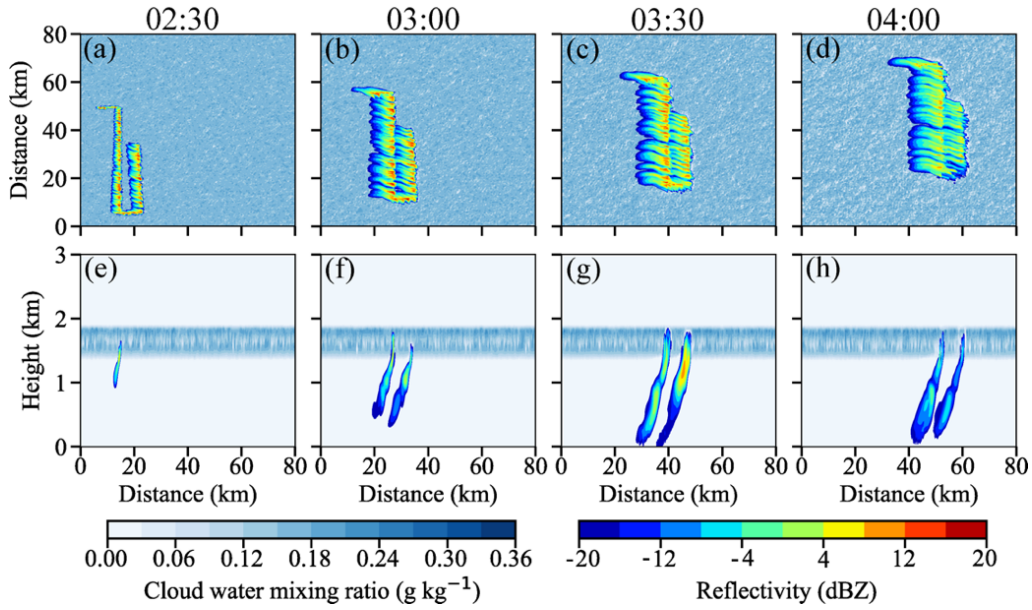 02:30 03:00 03:30 04:00
80 (a) (b) (c) (d)
60
40
20
0
Distance (km)
3 (e) (f) (g) (h)
2
1
0
Height (km)
0 20 40 60 80 0 20 40 60 80 0 20 40 60 80 0 20 40 60 80
Distance (km) Distance (km) Distance (km) Distance (km)
0.00 0.06 0.12 0.18 0.24 0.30 0.36 -20 -12 -4 4 12 20
Cloud water mixing ratio (g kg⁻¹) Reflectivity (dBZ)